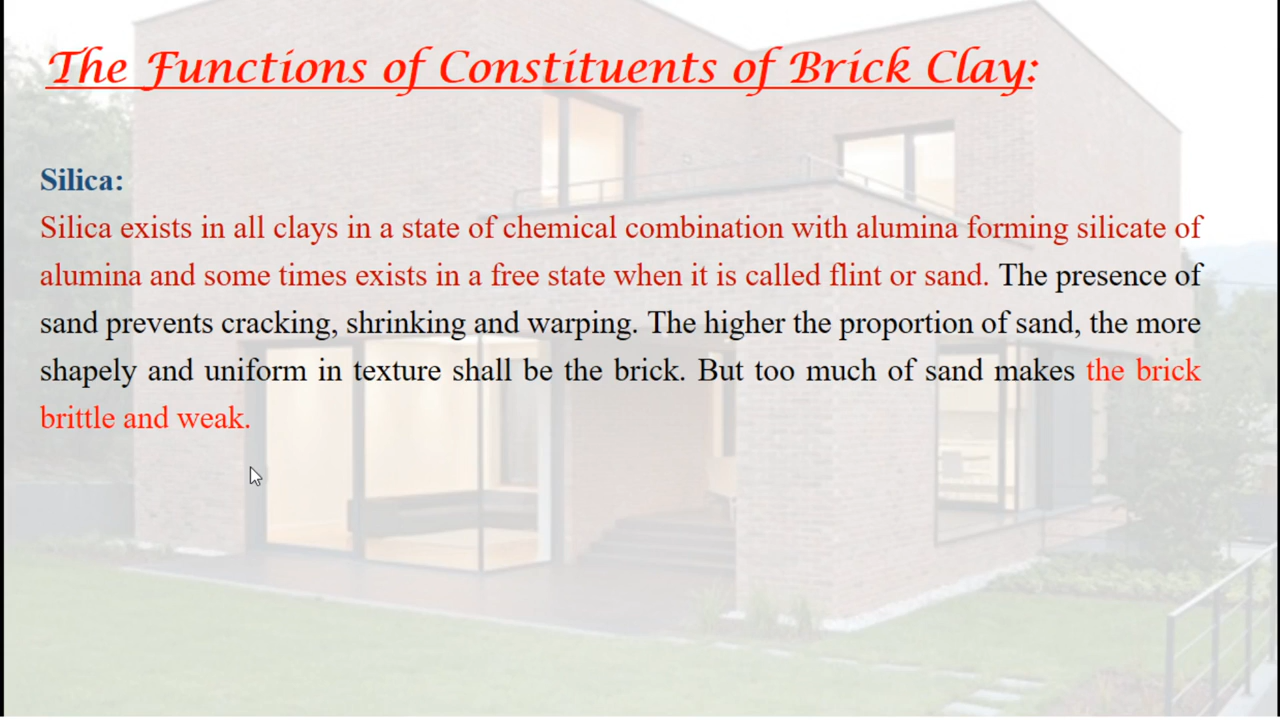 The Functions of Constituents of Brick Clay:
Silica:
Silica exists in all clays in a state of chemical combination with alumina forming silicate of
alumina and some times exists in a free state when it is called flint or sand. The presence of
sand prevents cracking, shrinking and warping. The higher the proportion of sand, the more
shapely and uniform in texture shall be the brick. But too much of sand makes the brick
brittle and weak.